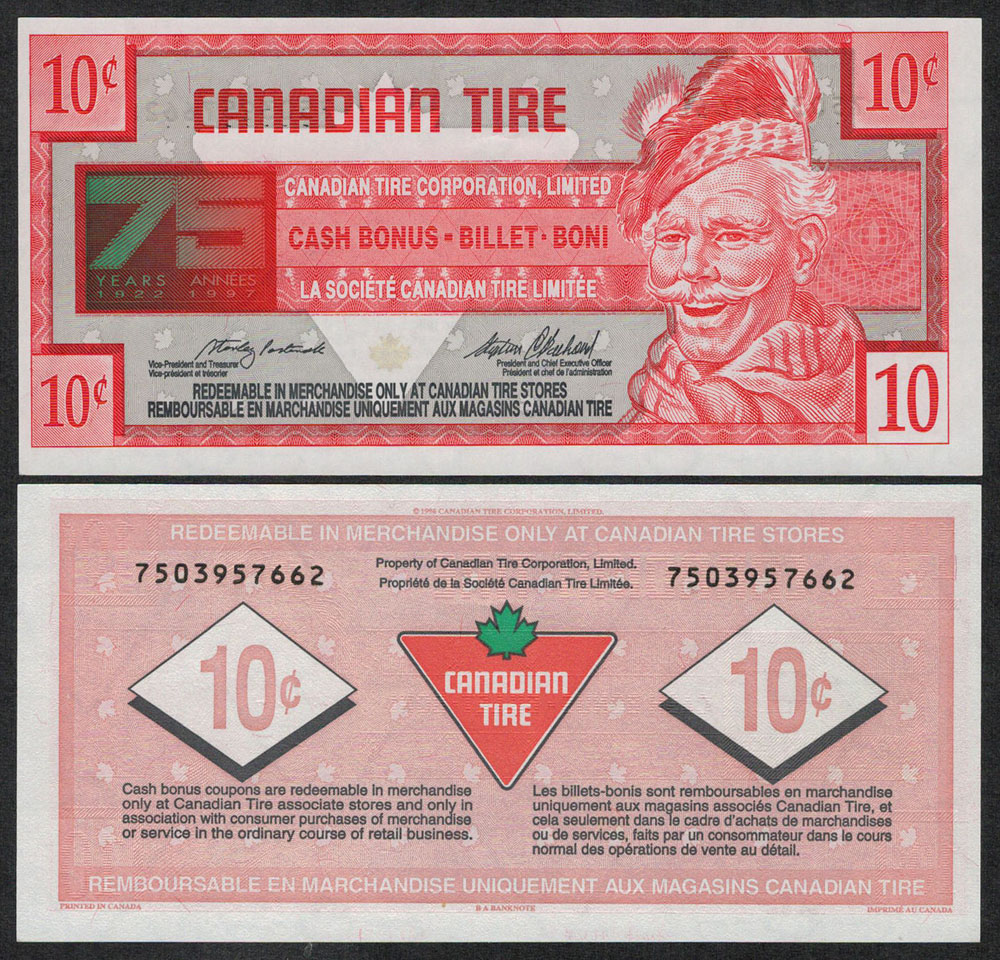 10¢
10¢
CANADIAN TIRE
CANADIAN TIRE CORPORATION, LIMITED
75
CASH BONUS - BILLET - BONI
YEARS ANNÉES
1922 1997
LA SOCIÉTÉ CANADIAN TIRE LIMITÉE
Vice-President and Treasurer
Vice-président et trésorier
President and Chief Executive Officer
Président et chef de l'administration
10¢
10
REDEEMABLE IN MERCHANDISE ONLY AT CANADIAN TIRE STORES
REMBOURSABLE EN MARCHANDISE UNIQUEMENT AUX MAGASINS CANADIAN TIRE
© 1996 CANADIAN TIRE CORPORATION, LIMITED.
REDEEMABLE IN MERCHANDISE ONLY AT CANADIAN TIRE STORES
Property of Canadian Tire Corporation, Limited.
Propriété de la Société Canadian Tire Limitée.
7503957662
7503957662
10¢
CANADIAN
TIRE
10¢
Cash bonus coupons are redeemable in merchandise
only at Canadian Tire associate stores and only in
association with consumer purchases of merchandise
or service in the ordinary course of retail business.
Les billets-bonis sont remboursables en marchandise
uniquement aux magasins associés Canadian Tire, et
cela seulement dans le cadre d'achats de marchandises
ou de services, faits par un consommateur dans le cours
normal des opérations de vente au détail.
REMBOURSABLE EN MARCHANDISE UNIQUEMENT AUX MAGASINS CANADIAN TIRE
PRINTED IN CANADA
B A BANKNOTE
IMPRIMÉ AU CANADA